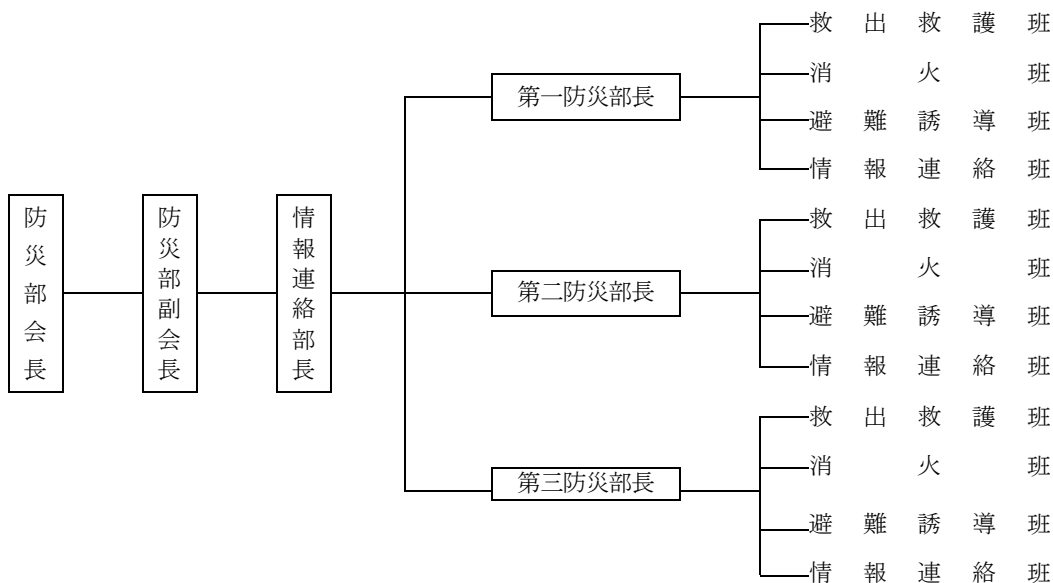 防災部会長
防災部副会長
情報連絡部長
第一防災部長
救出救護班
消火班
避難誘導班
情報連絡班
第二防災部長
救出救護班
消火班
避難誘導班
情報連絡班
第三防災部長
救出救護班
消火班
避難誘導班
情報連絡班